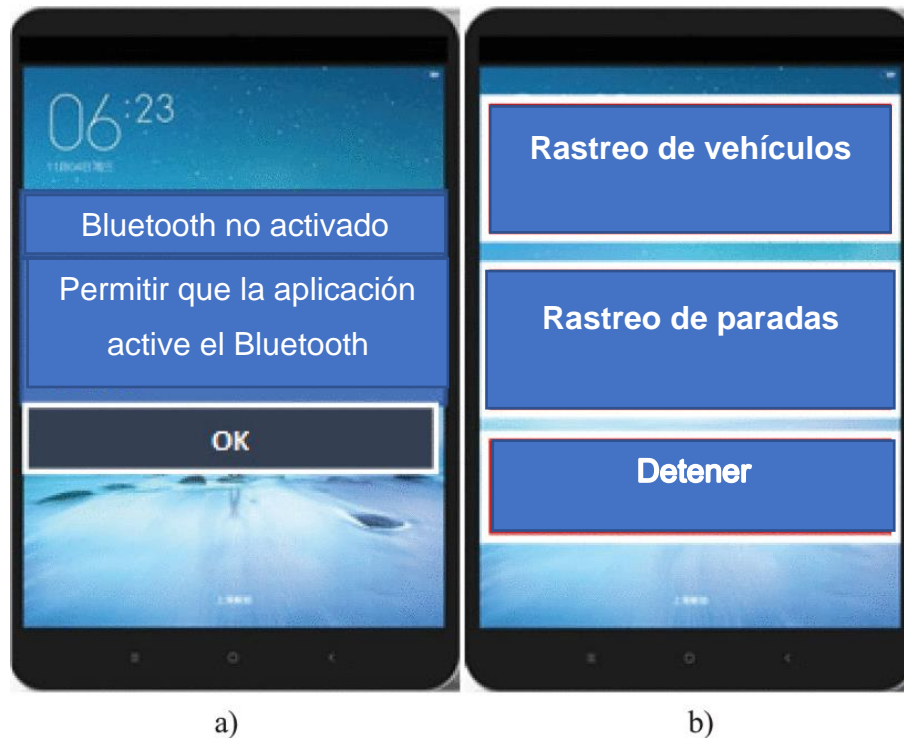 06:23
Bluetooth no activado
Permitir que la aplicación
active el Bluetooth
OK
Rastreo de vehículos
Rastreo de paradas
Detener
a)
b)